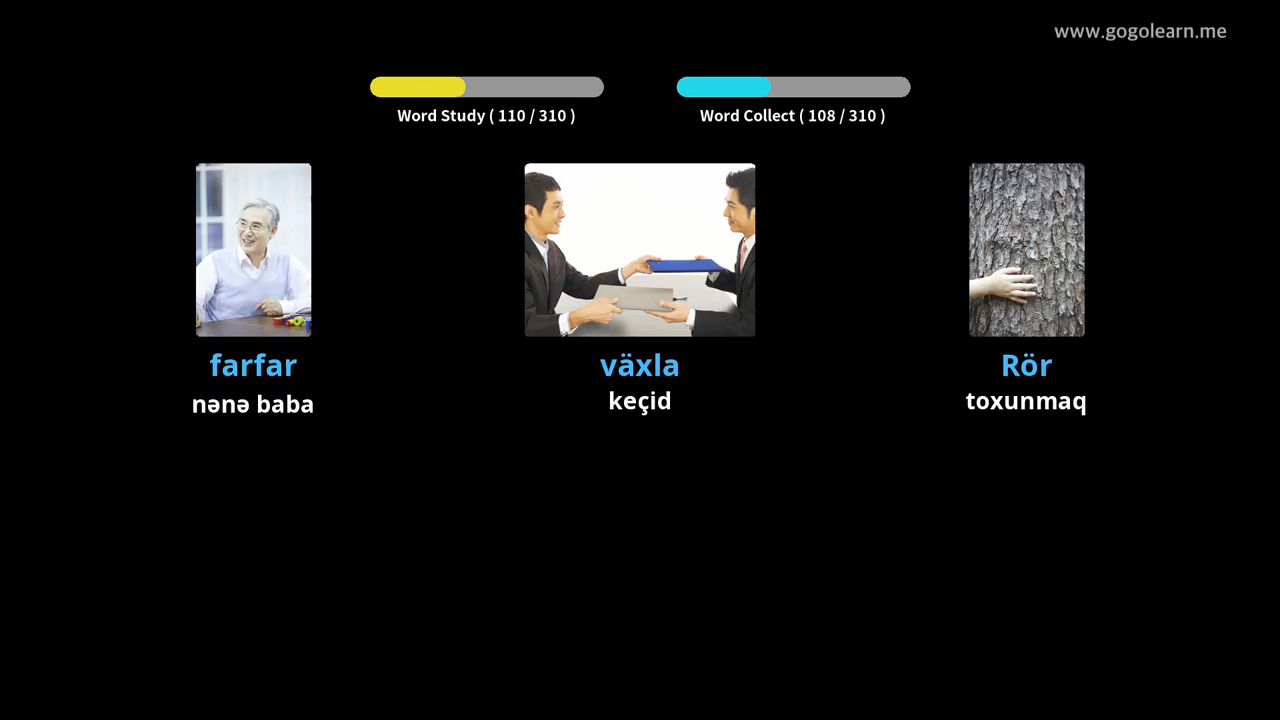 www.gogolearn.me
Word Study ( 110 / 310 )
Word Collect ( 108 / 310 )
farfar
växla
Rör
nənə baba
keçid
toxunmaq